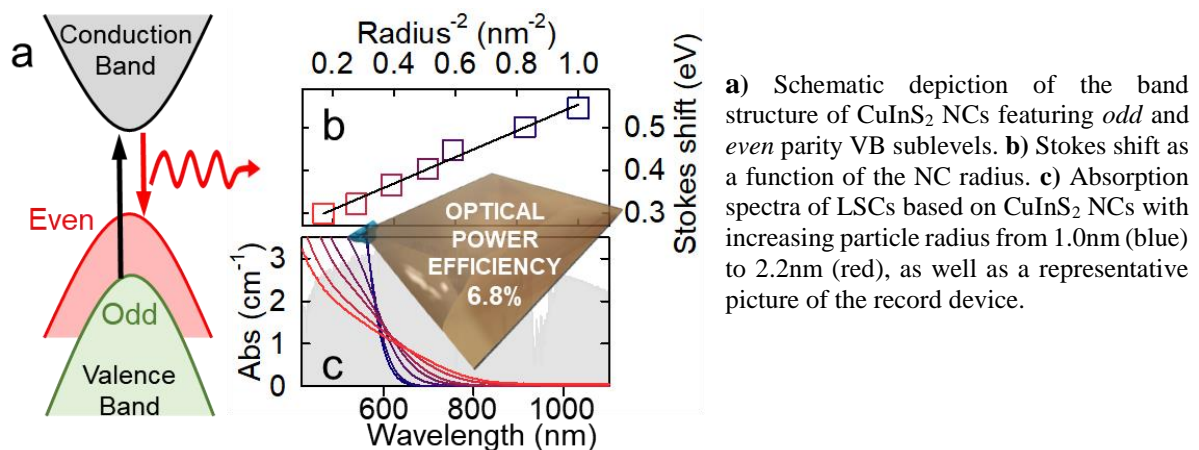 a
Conduction
Band
Even
Odd
Valence
Band
Radius⁻² (nm⁻²)
0.2 0.4 0.6 0.8 1.0
b
0.5
0.4
0.3
Stokes shift (eV)
OPTICAL
POWER
EFFICIENCY
6.8%
3
2
1
0
Abs (cm⁻¹)
c
600 800 1000
Wavelength (nm)
a) Schematic depiction of the band
structure of CuInS₂ NCs featuring odd and
even parity VB sublevels. b) Stokes shift as
a function of the NC radius. c) Absorption
spectra of LSCs based on CuInS₂ NCs with
increasing particle radius from 1.0nm (blue)
to 2.2nm (red), as well as a representative
picture of the record device.